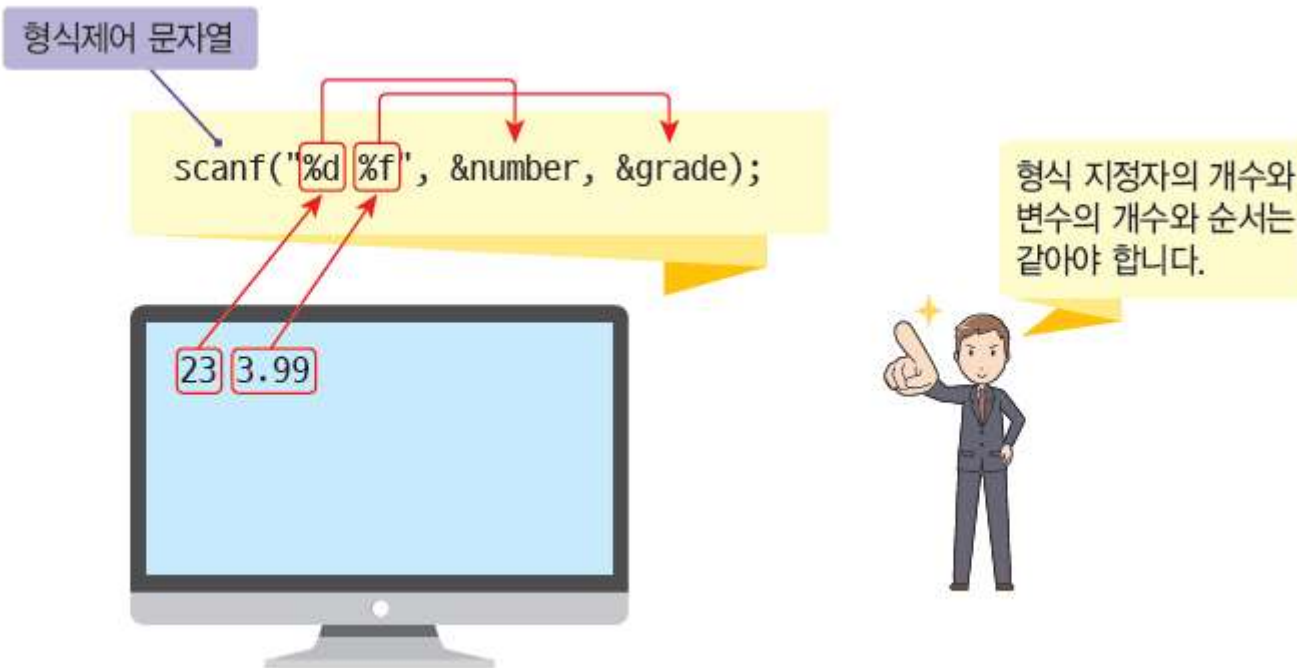 형식제어 문자열
scanf("%d %f", &number, &grade);
형식 지정자의 개수와
변수의 개수와 순서는
같아야 합니다.
23 3.99